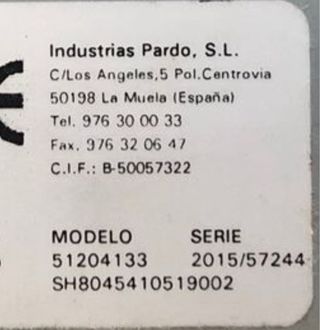 Industrias Pardo, S.L.
C/Los Angeles,5 Pol.Centrovia
50198 La Muela (España)
Tel. 976 30 00 33
Fax. 976 32 06 47
C.I.F.: B-50057322
MODELO SERIE
51204133 2015/57244
SH8045410519002